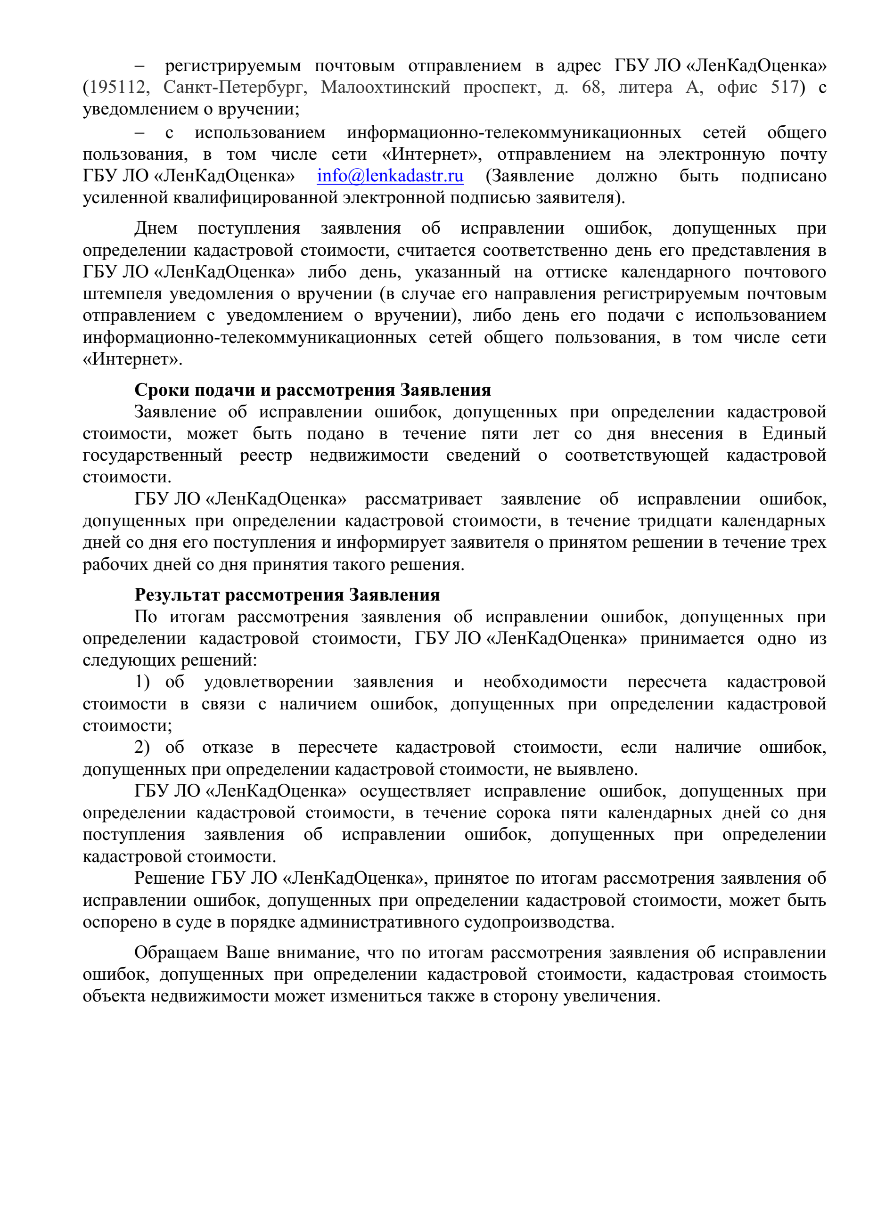 – регистрируемым почтовым отправлением в адрес ГБУ ЛО «ЛенКадОценка»
(195112, Санкт-Петербург, Малоохтинский проспект, д. 68, литера А, офис 517) с
уведомлением о вручении;
– с использованием информационно-телекоммуникационных сетей общего
пользования, в том числе сети «Интернет», отправлением на электронную почту
ГБУ ЛО «ЛенКадОценка» info@lenkadastr.ru (Заявление должно быть подписано
усиленной квалифицированной электронной подписью заявителя).
Днем поступления заявления об исправлении ошибок, допущенных при
определении кадастровой стоимости, считается соответственно день его представления в
ГБУ ЛО «ЛенКадОценка» либо день, указанный на оттиске календарного почтового
штемпеля уведомления о вручении (в случае его направления регистрируемым почтовым
отправлением с уведомлением о вручении), либо день его подачи с использованием
информационно-телекоммуникационных сетей общего пользования, в том числе сети
«Интернет».
Сроки подачи и рассмотрения Заявления
Заявление об исправлении ошибок, допущенных при определении кадастровой
стоимости, может быть подано в течение пяти лет со дня внесения в Единый
государственный реестр недвижимости сведений о соответствующей кадастровой
стоимости.
ГБУ ЛО «ЛенКадОценка» рассматривает заявление об исправлении ошибок,
допущенных при определении кадастровой стоимости, в течение тридцати календарных
дней со дня его поступления и информирует заявителя о принятом решении в течение трех
рабочих дней со дня принятия такого решения.
Результат рассмотрения Заявления
По итогам рассмотрения заявления об исправлении ошибок, допущенных при
определении кадастровой стоимости, ГБУ ЛО «ЛенКадОценка» принимается одно из
следующих решений:
1) об удовлетворении заявления и необходимости пересчета кадастровой
стоимости в связи с наличием ошибок, допущенных при определении кадастровой
стоимости;
2) об отказе в пересчете кадастровой стоимости, если наличие ошибок,
допущенных при определении кадастровой стоимости, не выявлено.
ГБУ ЛО «ЛенКадОценка» осуществляет исправление ошибок, допущенных при
определении кадастровой стоимости, в течение сорока пяти календарных дней со дня
поступления заявления об исправлении ошибок, допущенных при определении
кадастровой стоимости.
Решение ГБУ ЛО «ЛенКадОценка», принятое по итогам рассмотрения заявления об
исправлении ошибок, допущенных при определении кадастровой стоимости, может быть
оспорено в суде в порядке административного судопроизводства.
Обращаем Ваше внимание, что по итогам рассмотрения заявления об исправлении
ошибок, допущенных при определении кадастровой стоимости, кадастровая стоимость
объекта недвижимости может измениться также в сторону увеличения.